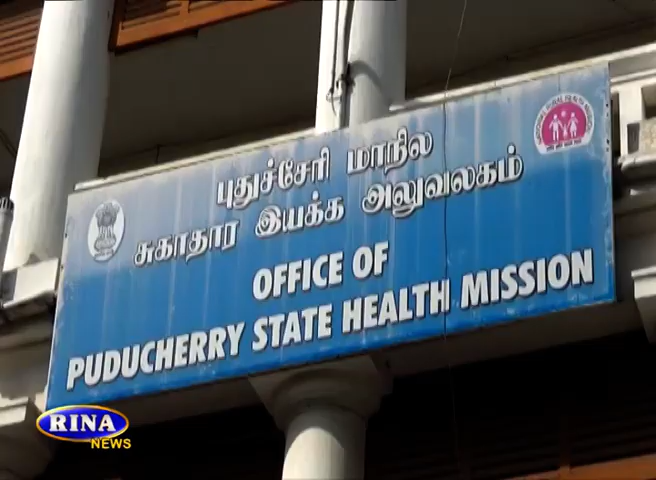 புதுச்சேரி மாநில
சுகாதார இயக்க அலுவலகம்
OFFICE OF
PUDUCHERRY STATE HEALTH MISSION
RINA
NEWS